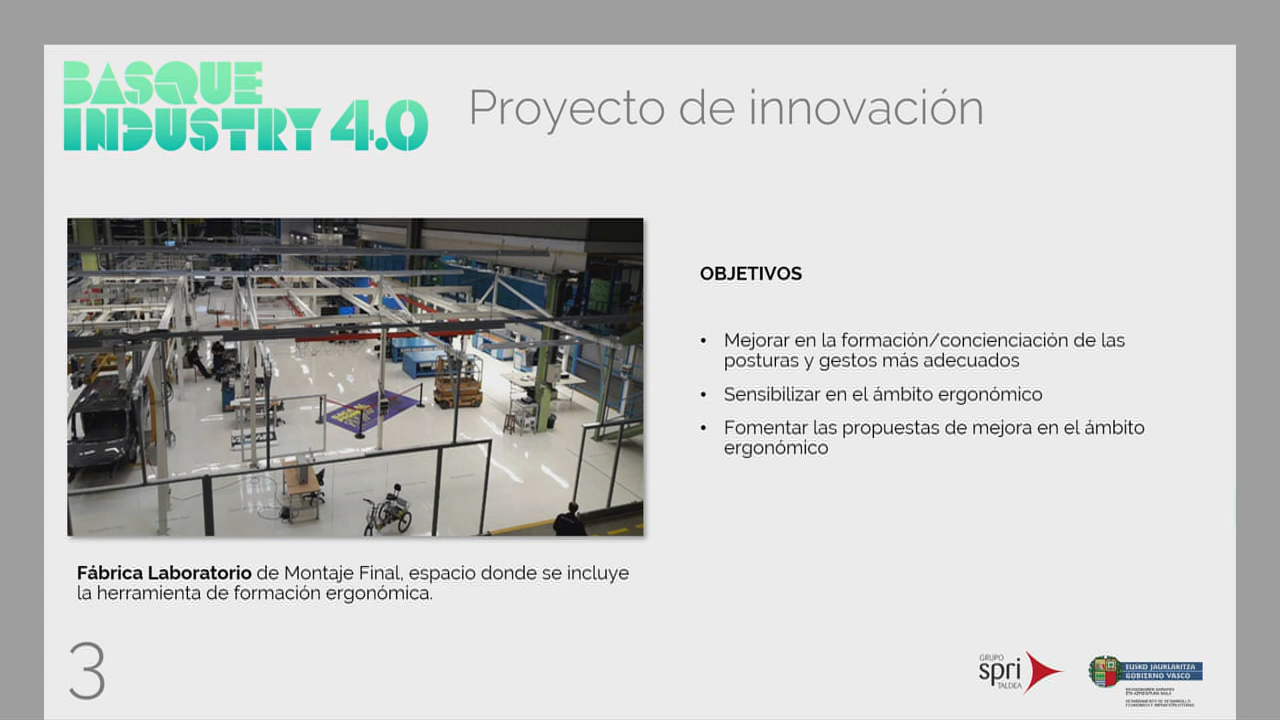 BASQUE
INDUSTRY 4.0
Proyecto de innovación
OBJETIVOS
• Mejorar en la formación/concienciación de las
posturas y gestos más adecuados
• Sensibilizar en el ámbito ergonómico
• Fomentar las propuestas de mejora en el ámbito
ergonómico
Fábrica Laboratorio de Montaje Final, espacio donde se incluye
la herramienta de formación ergonómica.
3
GRUPO
spri
TALDEA
EUSKO JAURLARITZA
GOBIERNO VASCO